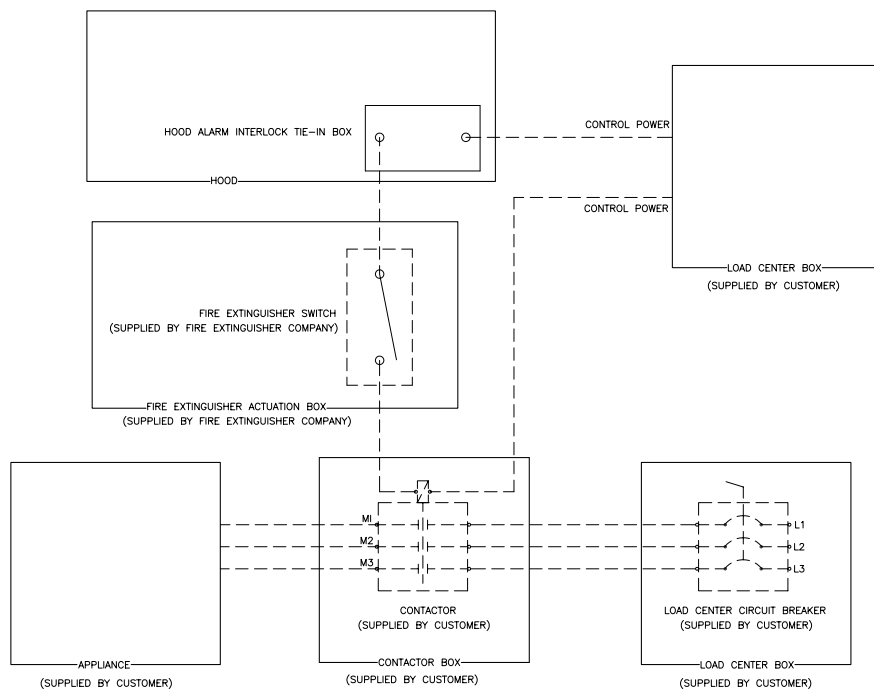 HOOD ALARM INTERLOCK TIE-IN BOX
HOOD
CONTROL POWER
CONTROL POWER
LOAD CENTER BOX
(SUPPLIED BY CUSTOMER)
FIRE EXTINGUISHER SWITCH
(SUPPLIED BY FIRE EXTINGUISHER COMPANY)
FIRE EXTINGUISHER ACTUATION BOX
(SUPPLIED BY FIRE EXTINGUISHER COMPANY)
M1
M2
M3
L1
L2
L3
CONTACTOR
(SUPPLIED BY CUSTOMER)
LOAD CENTER CIRCUIT BREAKER
(SUPPLIED BY CUSTOMER)
APPLIANCE
(SUPPLIED BY CUSTOMER)
CONTACTOR BOX
(SUPPLIED BY CUSTOMER)
LOAD CENTER BOX
(SUPPLIED BY CUSTOMER)